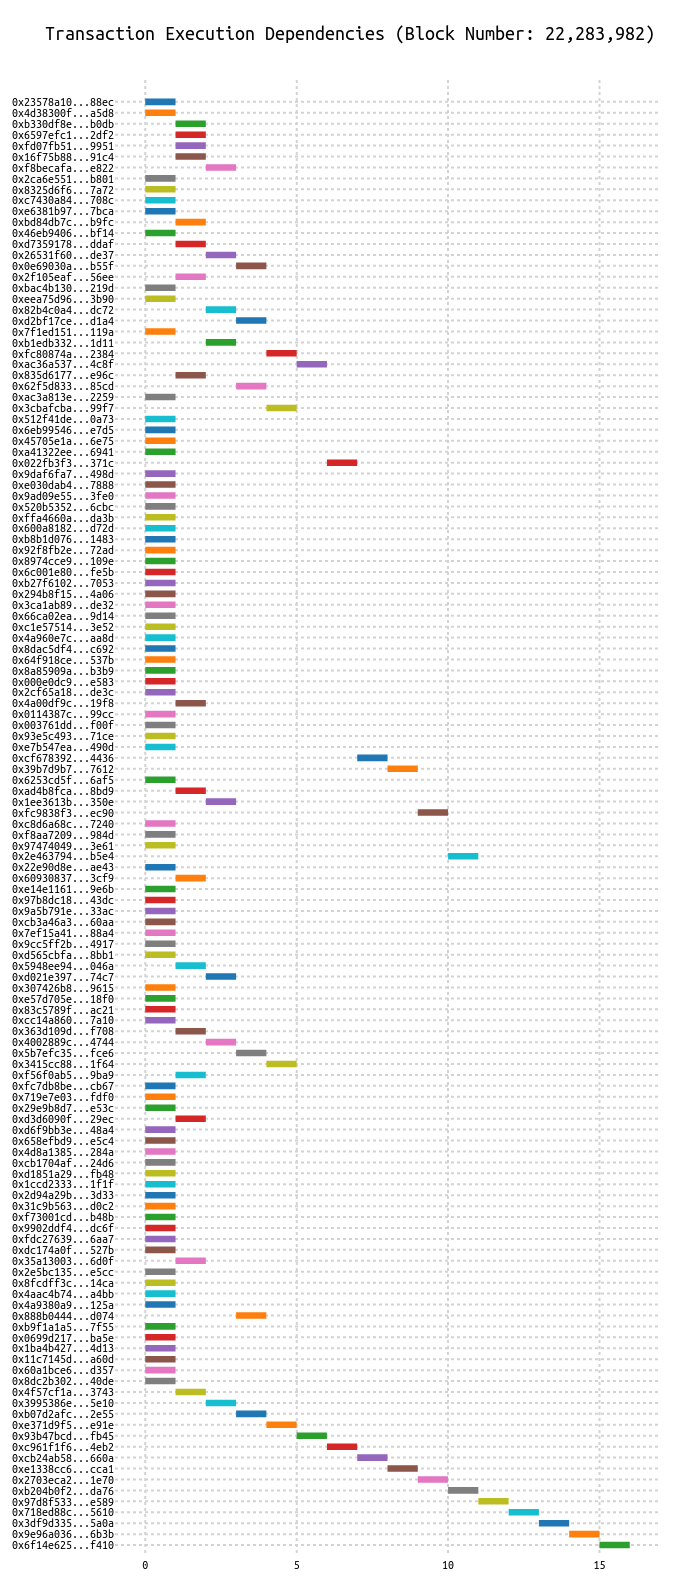 Transaction Execution Dependencies (Block Number: 22,283,982)
0x23578a10...88ec
0x4d38300f...a5d8
0xb330df8e...b0db
0x6597efc1...2df2
0xfd07fb51...9951
0x16f75b88...91c4
0xf8becafa...e822
0x2ca6e551...b801
0x8325d6f6...7a72
0xc7430a84...708c
0xe6381b97...7bca
0xbd84db7c...b9fc
0x46eb9406...bf14
0xd7359178...ddaf
0x26531f60...de37
0x0e69030a...b55f
0x2f105eaf...56ee
0xbac4b130...219d
0xeea75d96...3b90
0x82b4c0a4...dc72
0xd2bf17ce...d1a4
0x7f1ed151...119a
0xb1edb332...1d11
0xfc80874a...2384
0xac36a537...4c8f
0x835d6177...e96c
0x62f5d833...85cd
0xac3a813e...2259
0x3cbafcba...99f7
0x512f41de...0a73
0x6eb99546...e7d5
0x45705e1a...6e75
0xa41322ee...6941
0x022fb3f3...371c
0x9daf6fa7...498d
0xe030dab4...7888
0x9ad09e55...3fe0
0x520b5352...6cbc
0xffa4660a...da3b
0x600a8182...d72d
0xb8b1d076...1483
0x92f8fb2e...72ad
0x8974cce9...109e
0x6c001e80...fe5b
0xb27f6102...7053
0x294b8f15...4a06
0x3ca1ab89...de32
0x66ca02ea...9d14
0xc1e57514...3e52
0x4a960e7c...aa8d
0x8dac5df4...c692
0x64f918ce...537b
0x8a85909a...b3b9
0x000e0dc9...e583
0x2cf65a18...de3c
0x4a00df9c...19f8
0x0114387c...99cc
0x003761dd...f00f
0x93e5c493...71ce
0xe7b547ea...490d
0xcf678392...4436
0x39b7d9b7...7612
0x6253cd5f...6af5
0xad4b8fca...8bd9
0x1ee3613b...350e
0xfc9838f3...ec90
0xc8d6a68c...7240
0xf8aa7209...984d
0x97474049...3e61
0x2e463794...b5e4
0x22e90d8e...ae43
0x60930837...3cf9
0xe14e1161...9e6b
0x97b8dc18...43dc
0x9a5b791e...33ac
0xcb3a46a3...60aa
0x7ef15a41...88a4
0x9cc5ff2b...4917
0xd565cbfa...8bb1
0x5948ee94...046a
0xd021e397...74c7
0x307426b8...9615
0xe57d705e...18f0
0x83c5789f...ac21
0xcc14a860...7a10
0x363d109d...f708
0x4002889c...4744
0x5b7efc35...fce6
0x3415cc88...1f64
0xf56f0ab5...9ba9
0xfc7db8be...cb67
0x719e7e03...fdf0
0x29e9b8d7...e53c
0xd3d6090f...29ec
0xd6f9bb3e...48a4
0x658efbd9...e5c4
0x4d8a1385...284a
0xcb1704af...24d6
0xd1851a29...fb48
0x1ccd2333...1f1f
0x2d94a29b...3d33
0x31c9b563...d0c2
0xf73001cd...b48b
0x9902ddf4...dc6f
0xfdc27639...6aa7
0xdc174a0f...527b
0x35a13003...6d0f
0x2e5bc135...e5cc
0x8fcdff3c...14ca
0x4aac4b74...a4bb
0x4a9380a9...125a
0x888b0444...d074
0xb9f1a1a5...7f55
0x0699d217...ba5e
0x1ba4b427...4d13
0x11c7145d...a60d
0x60a1bce6...d357
0x8dc2b302...40de
0x4f57cf1a...3743
0x3995386e...5e10
0xb07d2afc...2e55
0xe371d9f5...e91e
0x93b47bcd...fb45
0xc961f1f6...4eb2
0xcb24ab58...660a
0xe1338cc6...cca1
0x2703eca2...1e70
0xb204b0f2...da76
0x97d8f533...e589
0x718ed88c...5610
0x3df9d335...5a0a
0x9e96a036...6b3b
0x6f14e625...f410
0 5 10 15